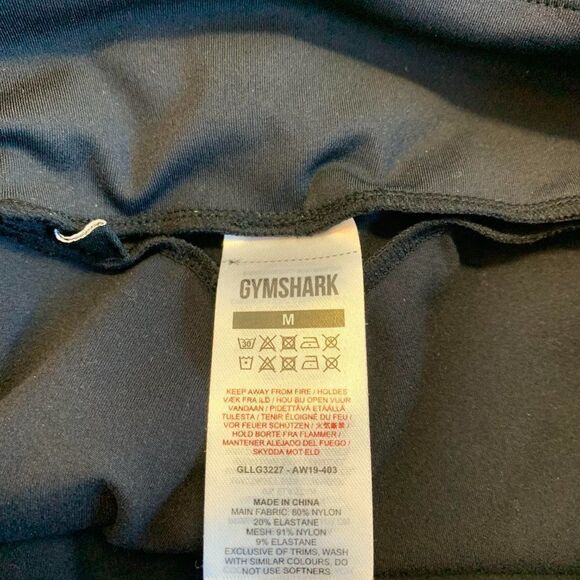 GYMSHARK
M
30
KEEP AWAY FROM FIRE / HOLDES
VÆK FRA ILD / HOU BIJ OPEN VUUR
VANDAAN / PIDETTÄVÄ ETÄÄLLÄ
TULESTA / TENIR ÉLOIGNÉ DU FEU /
VOR FEUER SCHÜTZEN / 火気厳禁 /
HOLD BORTE FRA FLAMMER /
MANTENER ALEJADO DEL FUEGO /
SKYDDA MOT ELD
GLLG3227 - AW19-403
MADE IN CHINA
MAIN FABRIC: 80% NYLON
20% ELASTANE
MESH: 91% NYLON
9% ELASTANE
EXCLUSIVE OF TRIMS, WASH
WITH SIMILAR COLOURS, DO
NOT USE SOFTNERS